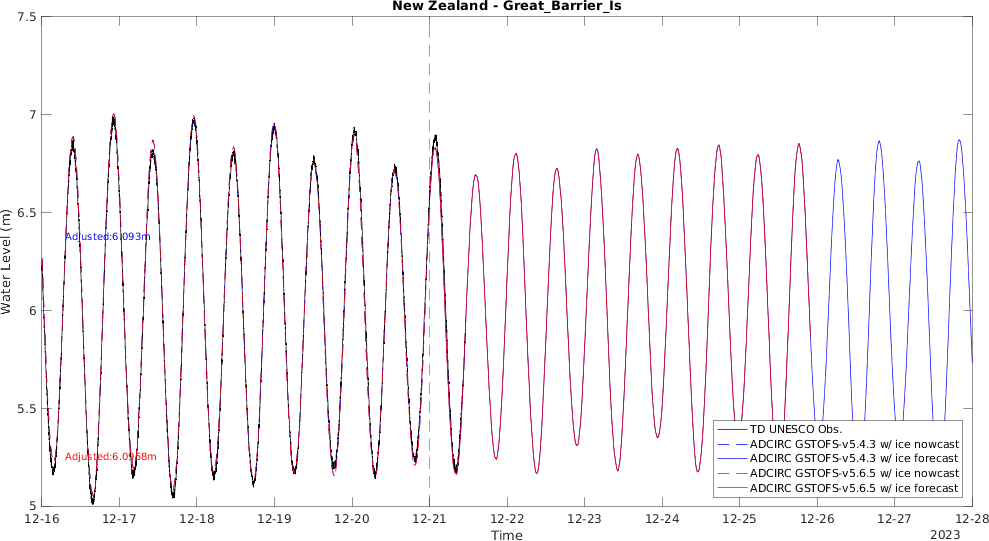 New Zealand - Great_Barrier_Is
7.5
7
6.5
6
5.5
5
Water Level (m)
Adjusted:6.093m
Adjusted:6.0958m
TD UNESCO Obs.
ADCIRC GSTOFS-v5.4.3 w/ ice nowcast
ADCIRC GSTOFS-v5.4.3 w/ ice forecast
ADCIRC GSTOFS-v5.6.5 w/ ice nowcast
ADCIRC GSTOFS-v5.6.5 w/ ice forecast
12-16 12-17 12-18 12-19 12-20 12-21 12-22 12-23 12-24 12-25 12-26 12-27 12-28
Time
2023